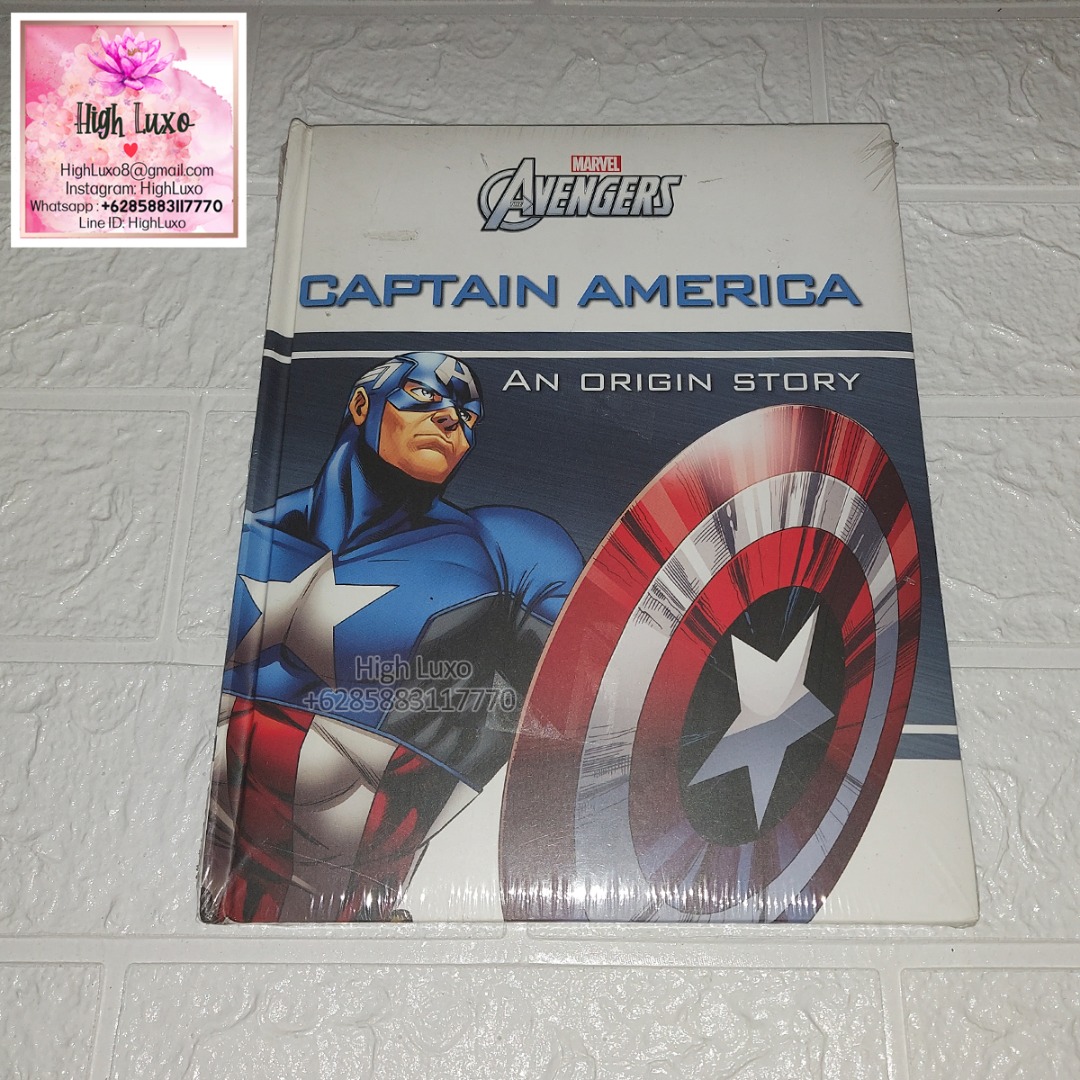 High Luxo
HighLuxo8@gmail.com
Instagram: HighLuxo
Whatsapp : +6285883117770
Line ID: HighLuxo
MARVEL
AVENGERS
CAPTAIN AMERICA
AN ORIGIN STORY
High Luxo
+6285883117770